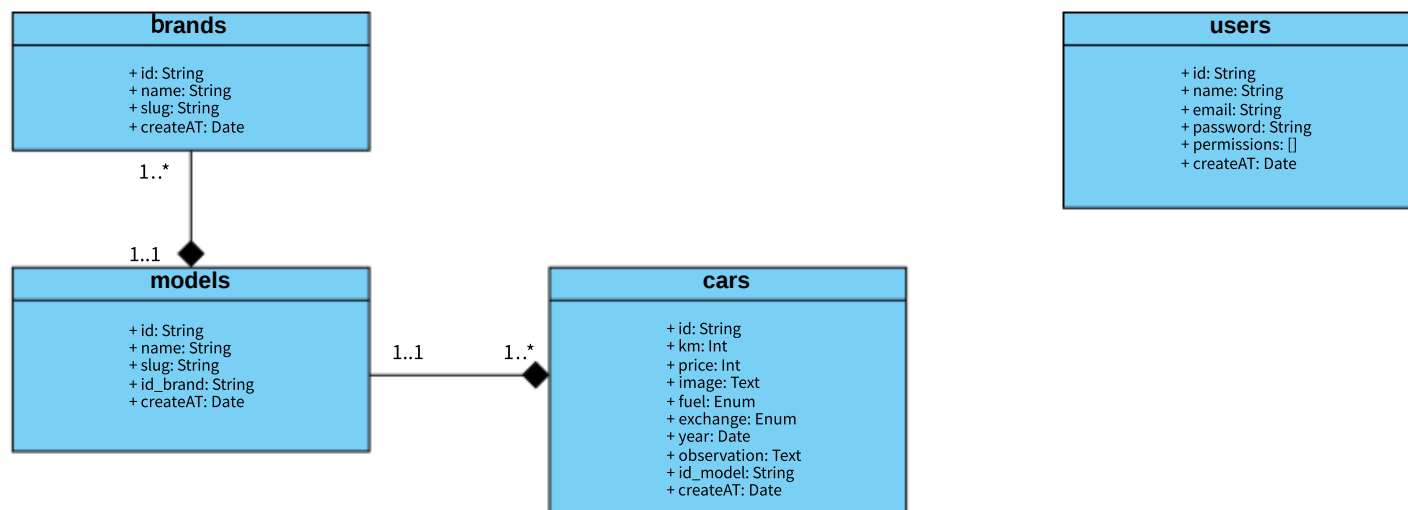 brands
+ id: String
+ name: String
+ slug: String
+ createAT: Date
users
+ id: String
+ name: String
+ email: String
+ password: String
+ permissions: []
+ createAT: Date
1..*
1..1
models
+ id: String
+ name: String
+ slug: String
+ id_brand: String
+ createAT: Date
1..1
1..*
cars
+ id: String
+ km: Int
+ price: Int
+ image: Text
+ fuel: Enum
+ exchange: Enum
+ year: Date
+ observation: Text
+ id_model: String
+ createAT: Date